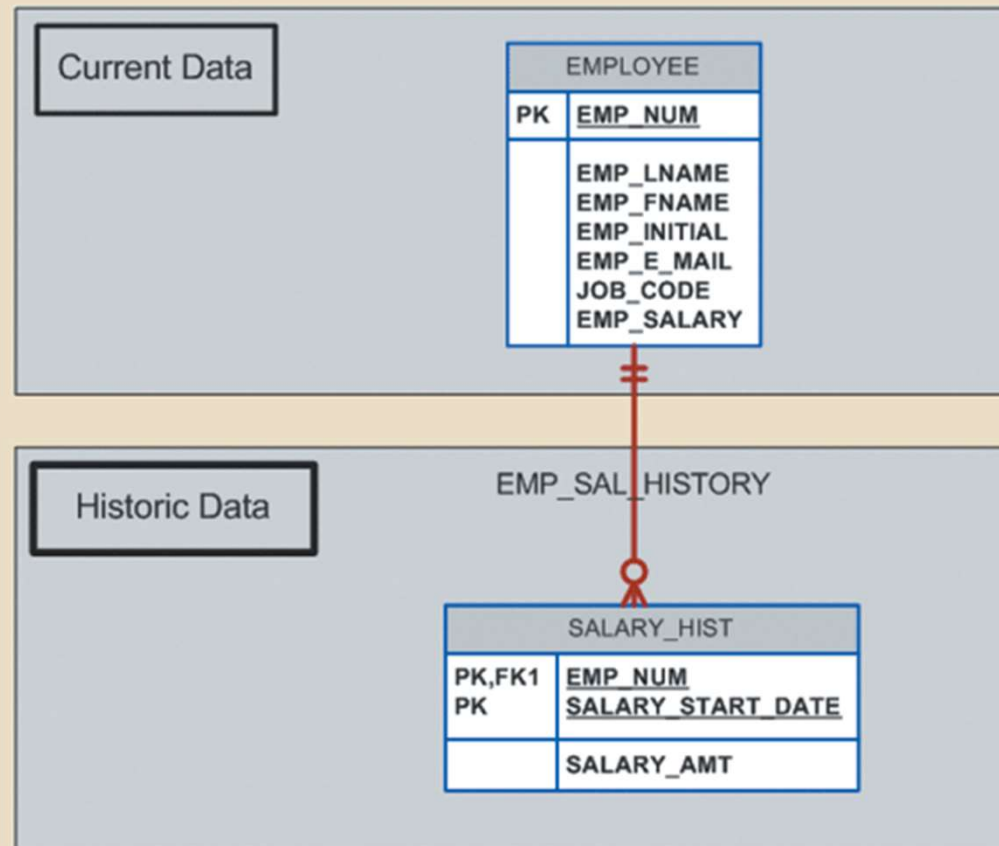 Current Data
EMPLOYEE
PK EMP_NUM
EMP_LNAME
EMP_FNAME
EMP_INITIAL
EMP_E_MAIL
JOB_CODE
EMP_SALARY
Historic Data
EMP_SAL_HISTORY
SALARY_HIST
PK,FK1 EMP_NUM
PK SALARY_START_DATE
SALARY_AMT